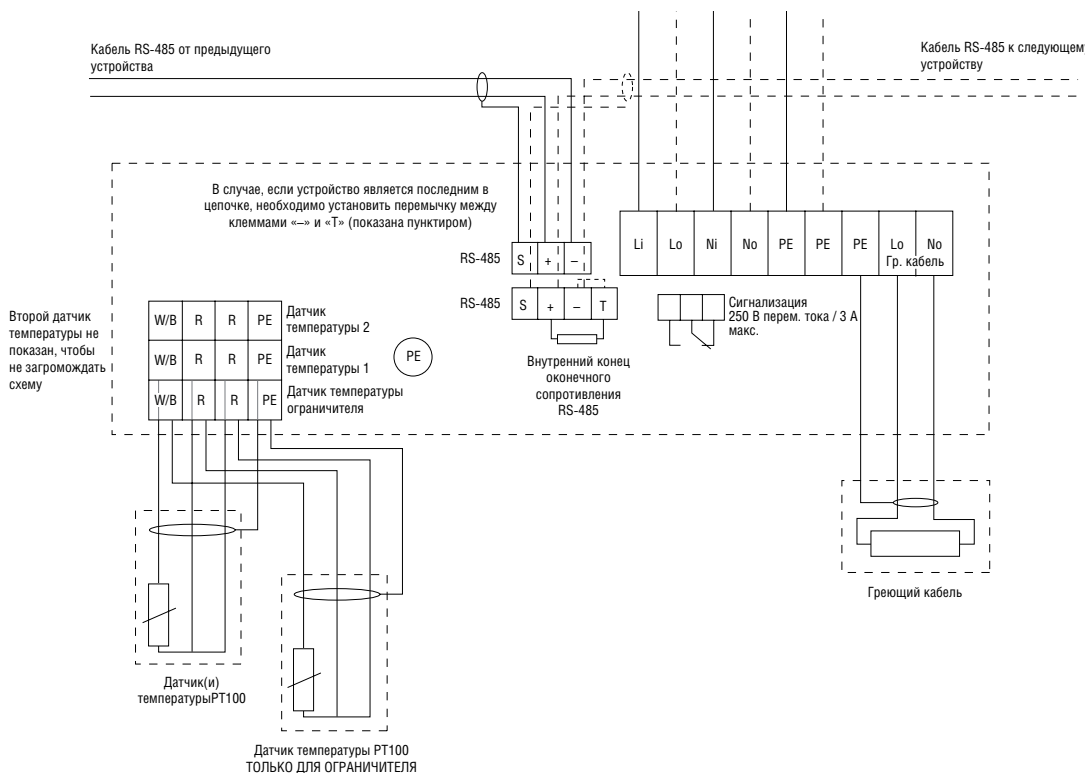 Кабель RS-485 от предыдущего
устройства
Кабель RS-485 к следующему
устройству
В случае, если устройство является последним в
цепочке, необходимо установить перемычку между
клеммами «–» и «Т» (показана пунктиром)
RS-485 S + –
RS-485 S + – T
Li Lo Ni No PE PE PE Lo No
Гр. кабель
Сигнализация
250 В перем. тока / 3 А
макс.
Внутренний конец
оконечного
сопротивления
RS-485
Второй датчик
температуры не
показан, чтобы
не загромождать
схему
W/B R R PE
Датчик
температуры 2
W/B R R PE
Датчик
температуры 1
PE
W/B R R PE
Датчик температуры
ограничителя
Греющий кабель
Датчик(и)
температурыPT100
Датчик температуры PT100
ТОЛЬКО ДЛЯ ОГРАНИЧИТЕЛЯ